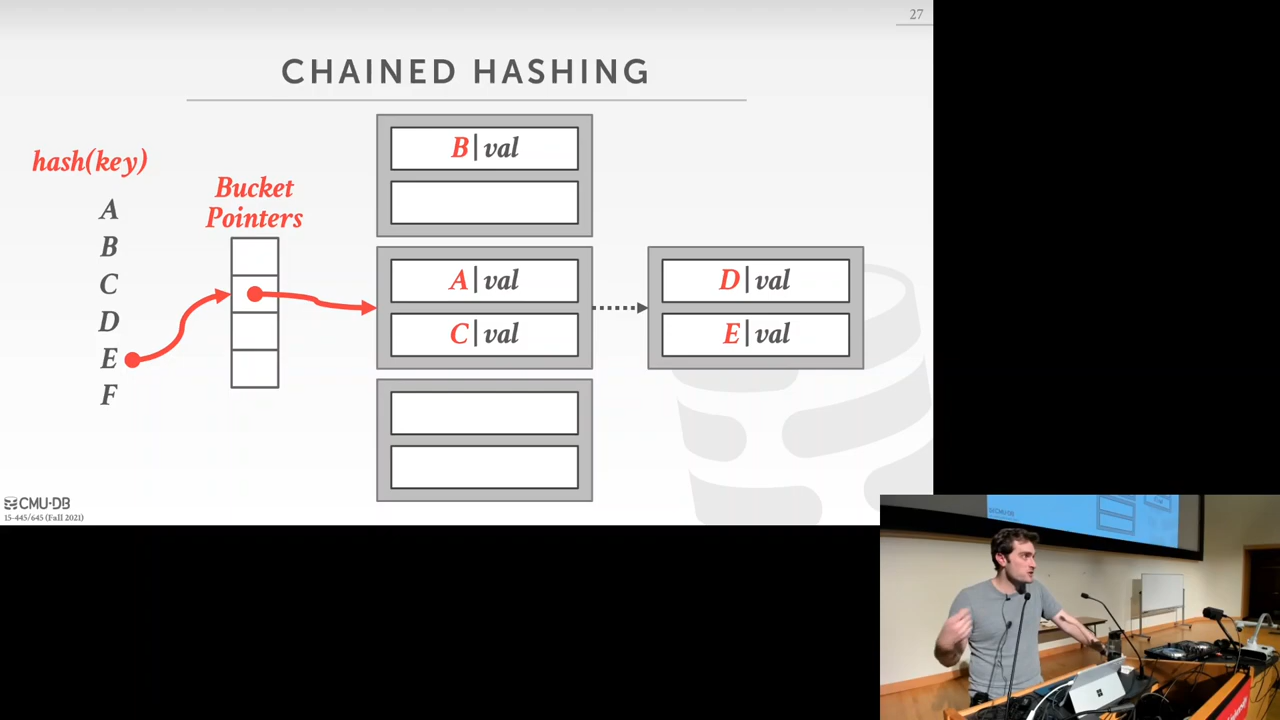 27
CHAINED HASHING
hash(key)
A
B
C
D
E
F
Bucket
Pointers
B|val
A|val
C|val
D|val
E|val
CMU·DB
15-445/645 (Fall 2021)